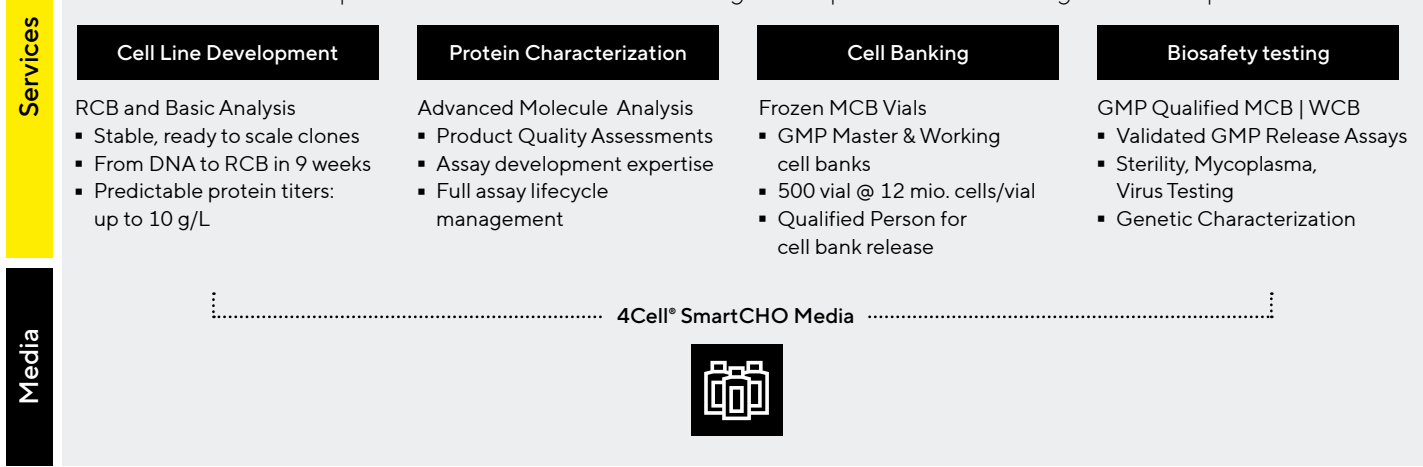 Services
Cell Line Development
RCB and Basic Analysis
▪ Stable, ready to scale clones
▪ From DNA to RCB in 9 weeks
▪ Predictable protein titers:
up to 10 g/L
Protein Characterization
Advanced Molecule Analysis
▪ Product Quality Assessments
▪ Assay development expertise
▪ Full assay lifecycle
management
Cell Banking
Frozen MCB Vials
▪ GMP Master & Working
cell banks
▪ 500 vial @ 12 mio. cells/vial
▪ Qualified Person for
cell bank release
Biosafety testing
GMP Qualified MCB | WCB
▪ Validated GMP Release Assays
▪ Sterility, Mycoplasma,
Virus Testing
▪ Genetic Characterization
Media
4Cell® SmartCHO Media